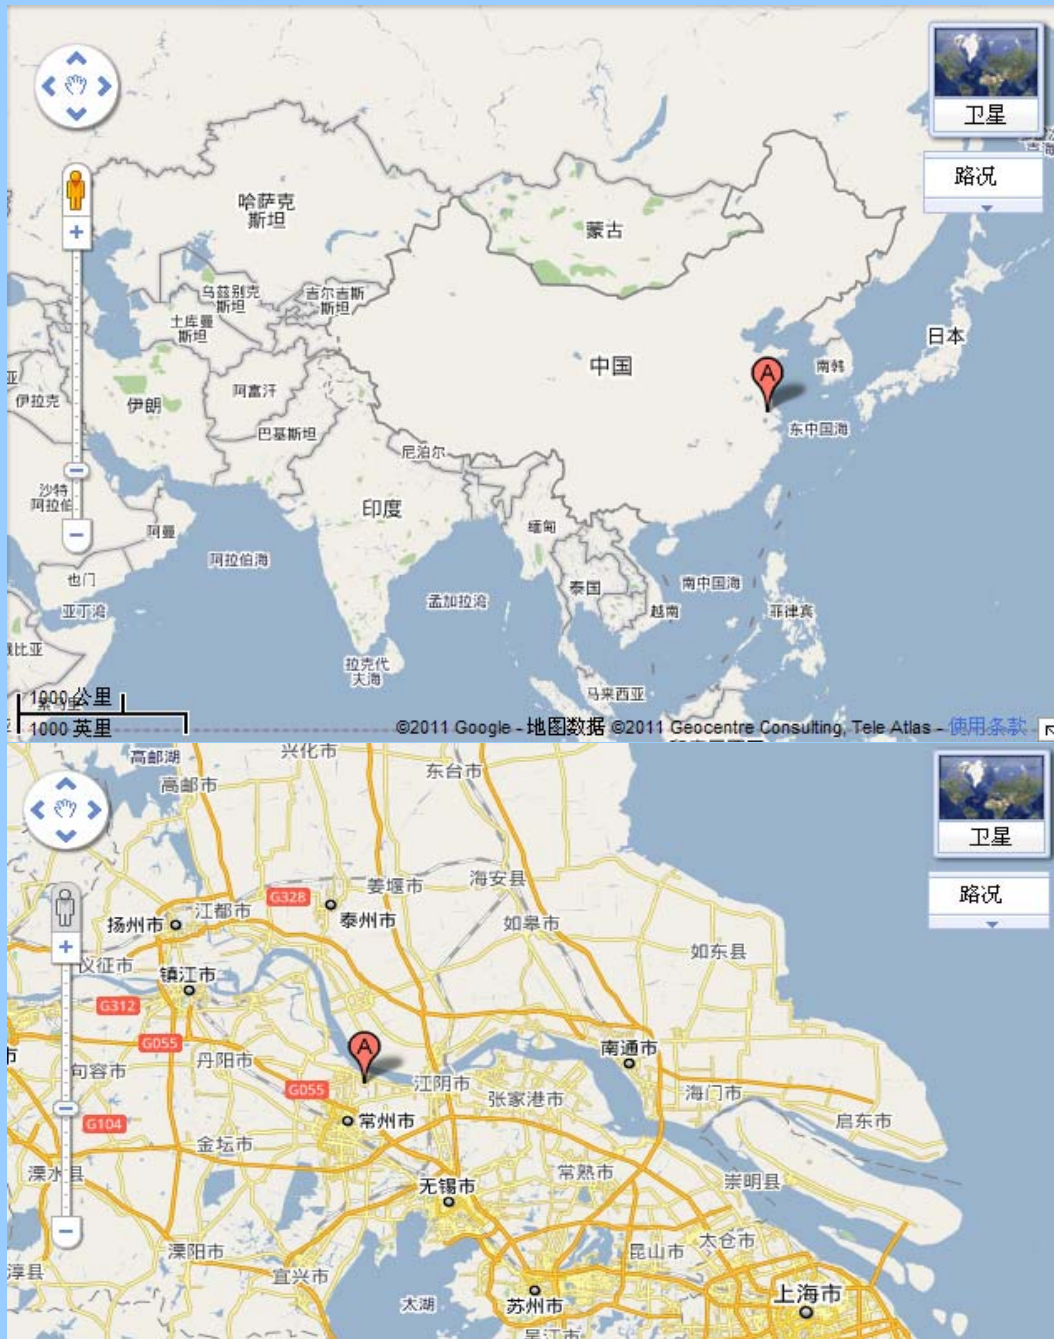 卫星
路况
哈萨克
斯坦
蒙古
乌兹别克
斯坦
吉尔吉斯
斯坦
土库曼
斯坦
日本
中国
南韩
A
阿富汗
伊拉克
伊朗
巴基斯坦
东中国海
尼泊尔
沙特
阿拉伯
印度
缅甸
阿曼
阿拉伯海
也门
泰国
南中国海
孟加拉湾
亚丁湾
越南
菲律宾
拉克代
夫海
马来西亚
1000 公里
1000 英里
©2011 Google - 地图数据 ©2011 Geocentre Consulting, Tele Atlas - 使用条款
高邮湖
兴化市
东台市
高邮市
卫星
路况
姜堰市
海安县
G328
江都市
泰州市
扬州市
如皋市
如东县
仪征市
镇江市
G312
G055
A
南通市
丹阳市
句容市
江阴市
G055
张家港市
海门市
启东市
常州市
G104
金坛市
常熟市
溧水县
无锡市
崇明县
太仓市
溧阳市
昆山市
淳县
宜兴市
太湖
苏州市
上海市
吴江市